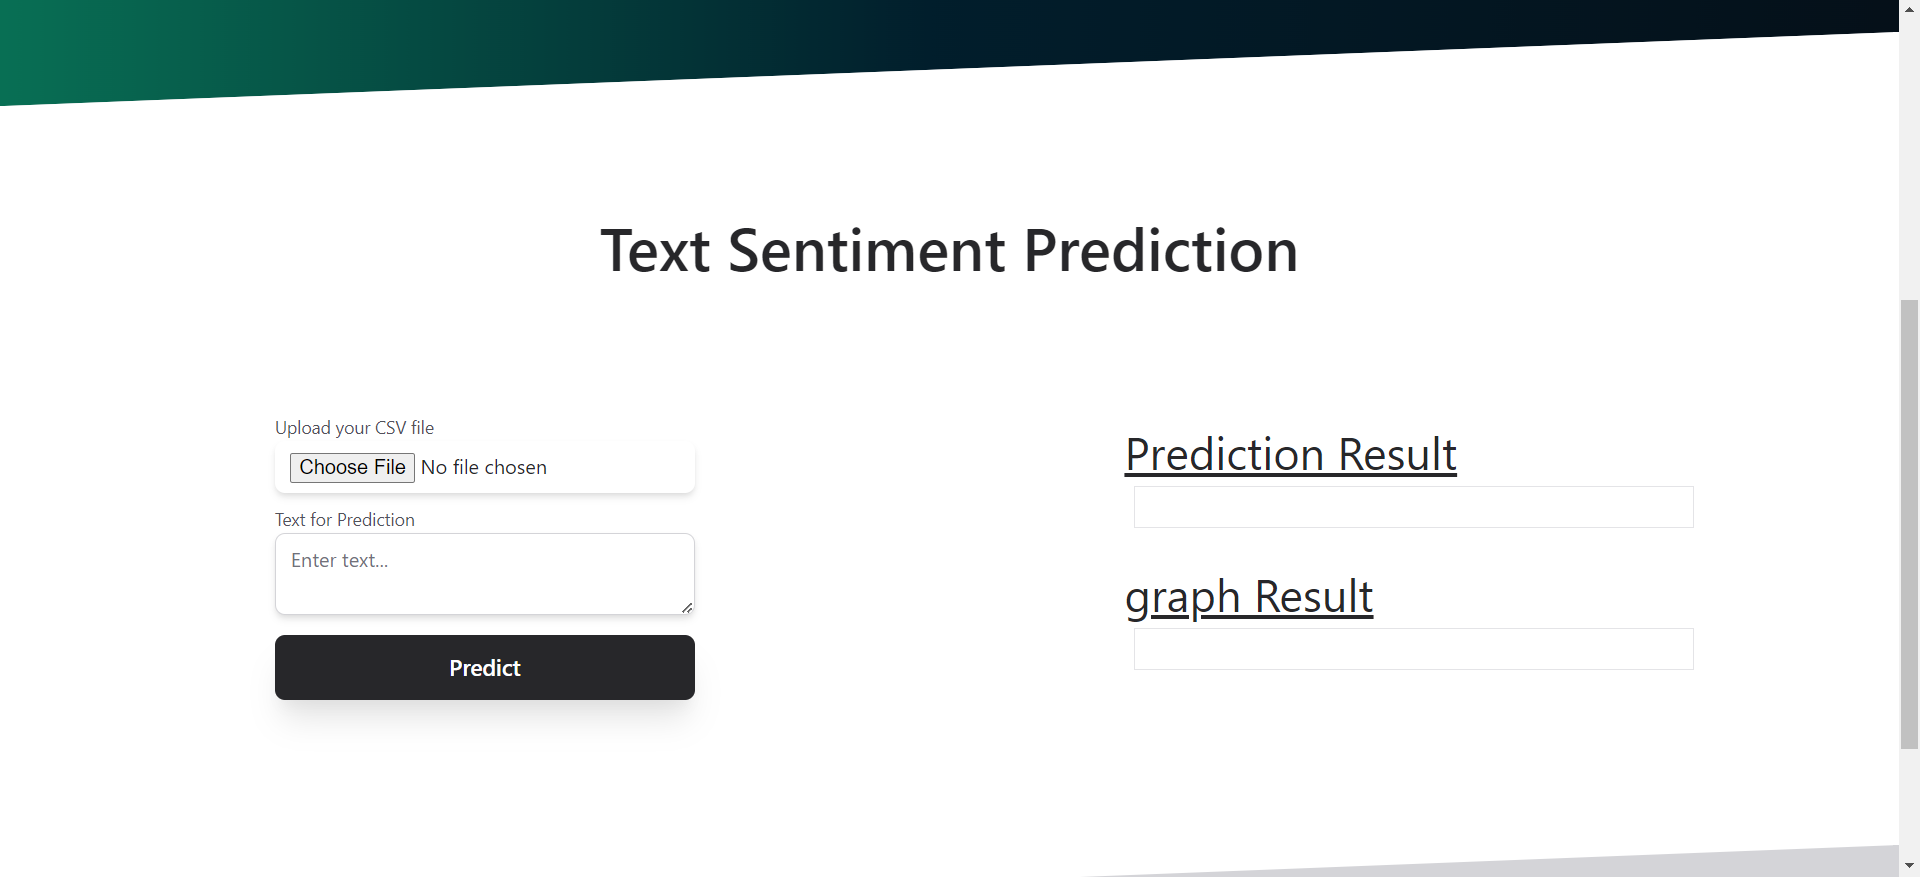 Text Sentiment Prediction
Upload your CSV file
Choose File No file chosen
Text for Prediction
Enter text...
Predict
Prediction Result
graph Result